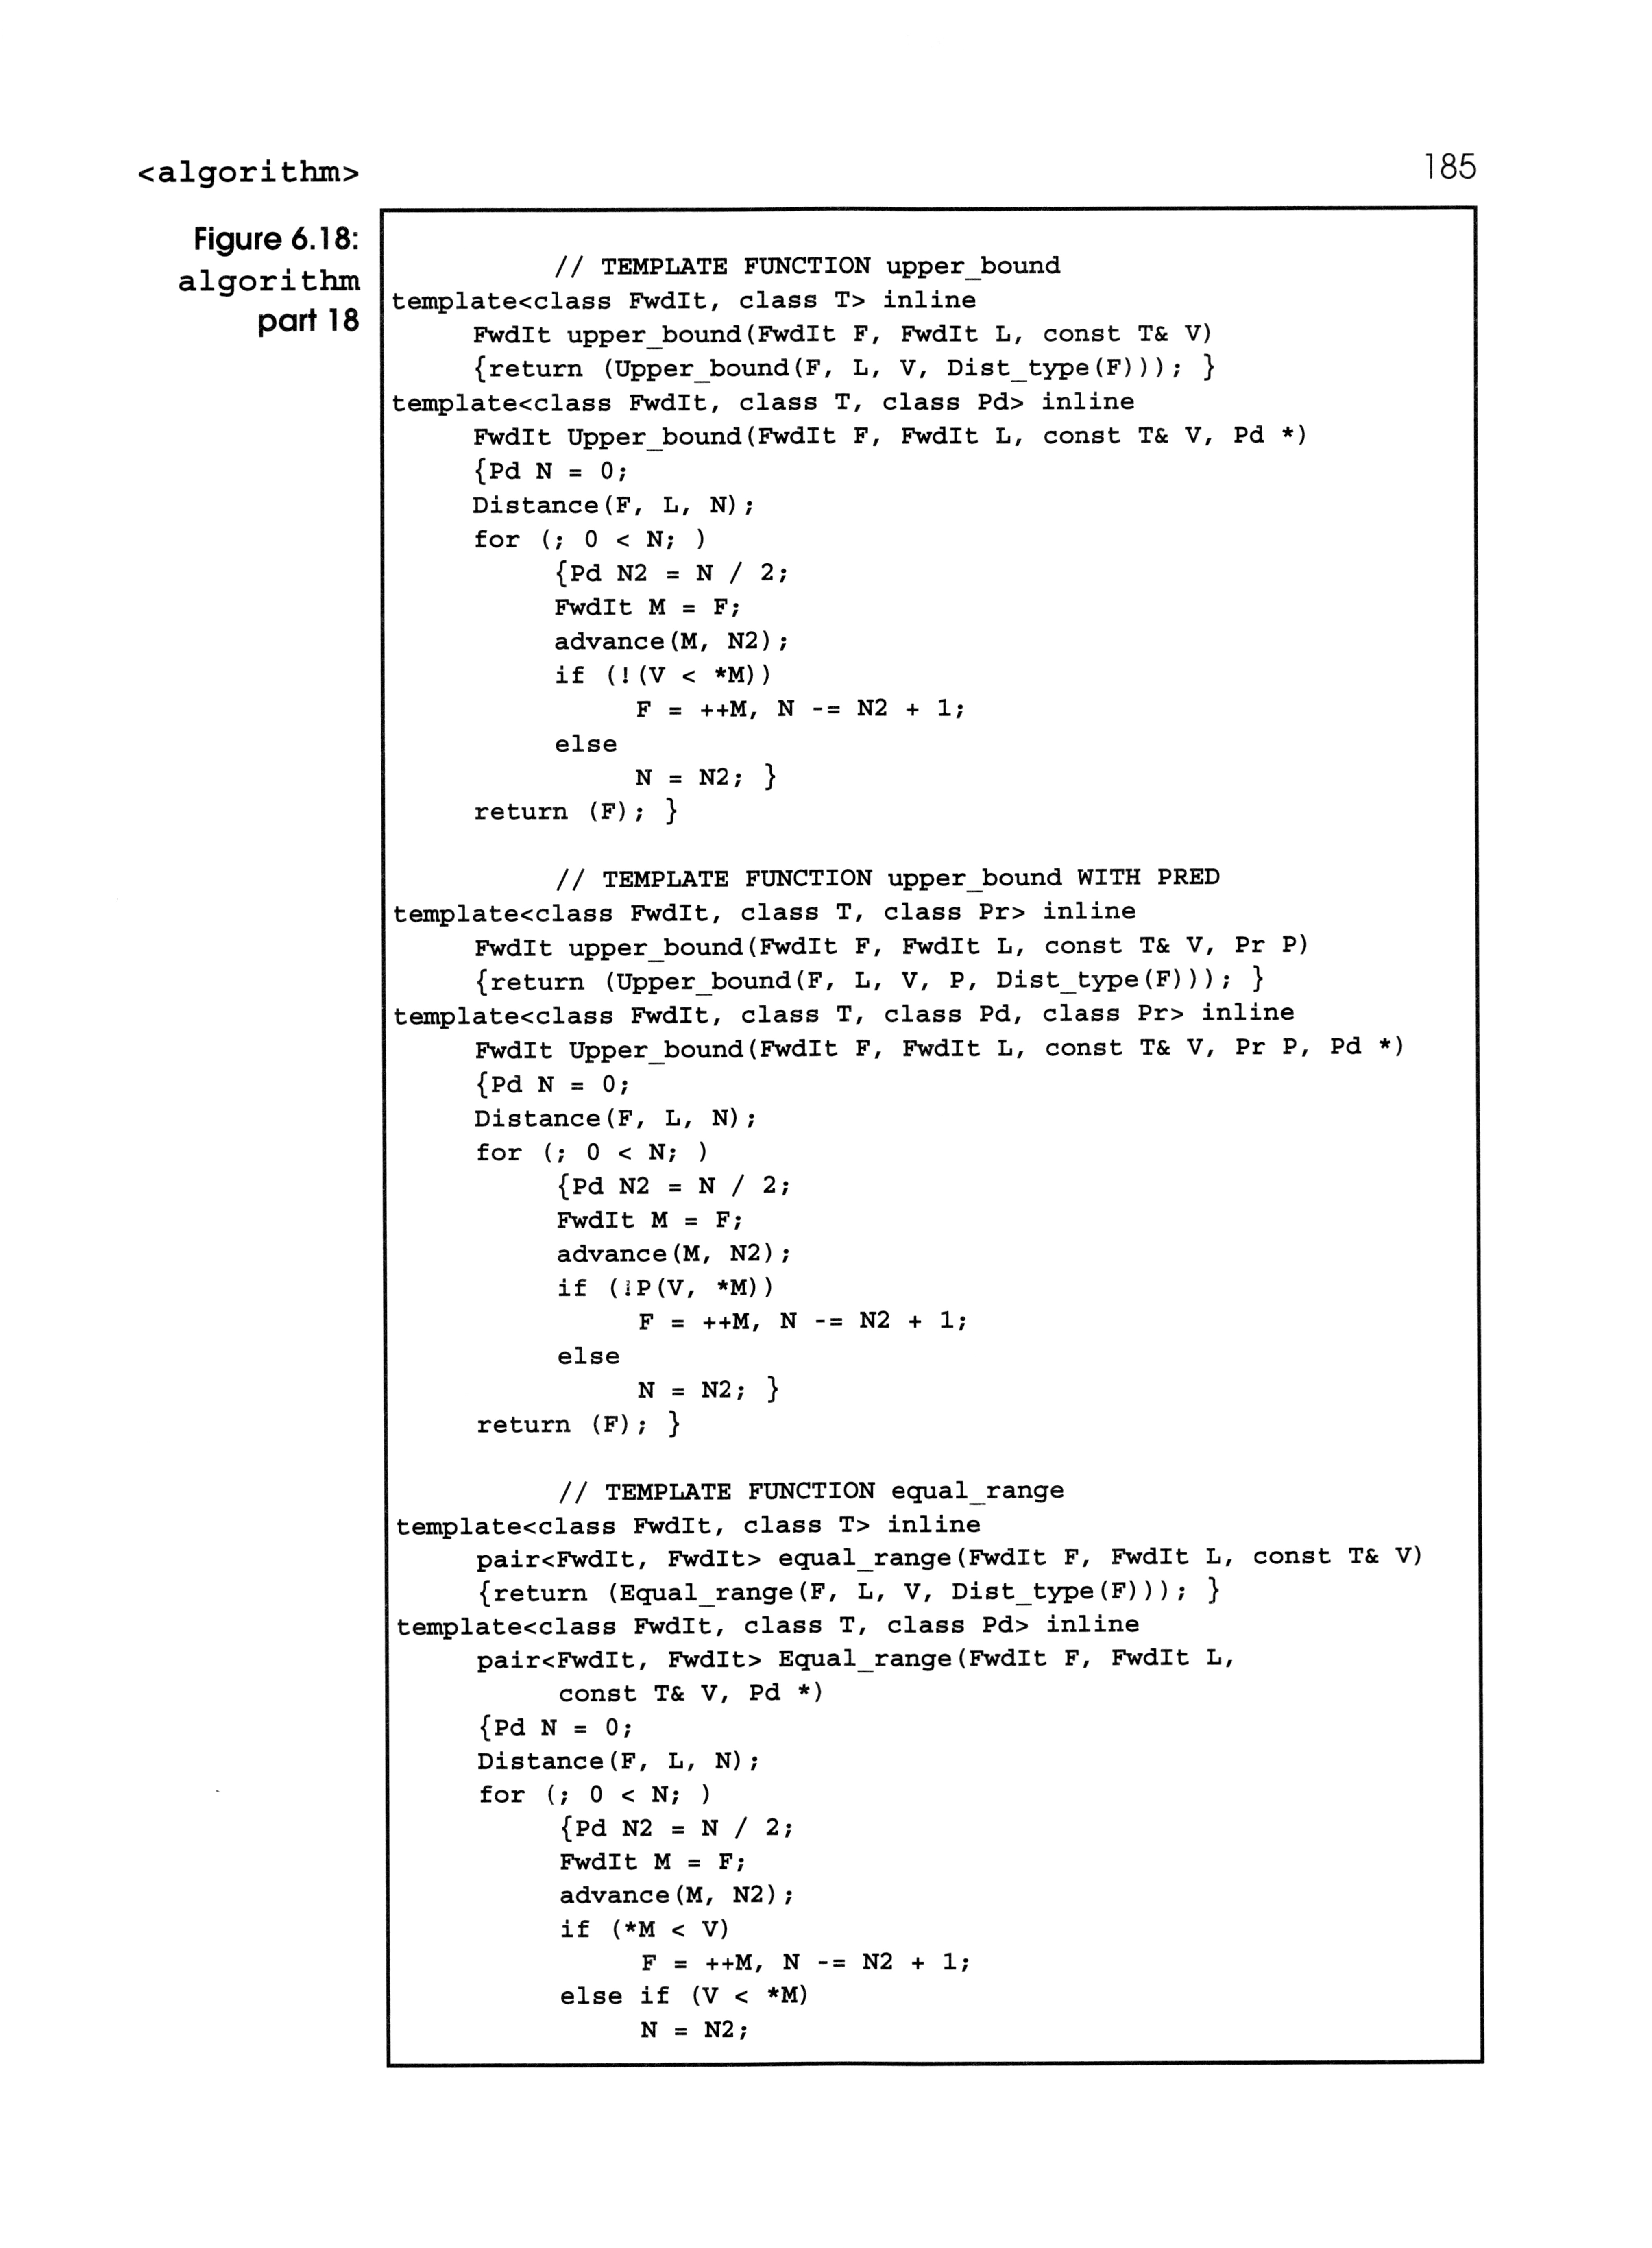 <algorithm>
185
Figure 6.18:
algorithm
part 18
// TEMPLATE FUNCTION upper_bound
template<class FwdIt, class T> inline
FwdIt upper_bound(FwdIt F, FwdIt L, const T& V)
{return (Upper_bound(F, L, V, Dist_type(F))); }
template<class FwdIt, class T, class Pd> inline
FwdIt Upper_bound(FwdIt F, FwdIt L, const T& V, Pd *)
{Pd N = 0;
Distance(F, L, N);
for (; 0 < N; )
{Pd N2 = N / 2;
FwdIt M = F;
advance(M, N2);
if (!(V < *M))
F = ++M, N -= N2 + 1;
else
N = N2; }
return (F); }
// TEMPLATE FUNCTION upper_bound WITH PRED
template<class FwdIt, class T, class Pr> inline
FwdIt upper_bound(FwdIt F, FwdIt L, const T& V, Pr P)
{return (Upper_bound(F, L, V, P, Dist_type(F))); }
template<class FwdIt, class T, class Pd, class Pr> inline
FwdIt Upper_bound(FwdIt F, FwdIt L, const T& V, Pr P, Pd *)
{Pd N = 0;
Distance(F, L, N);
for (; 0 < N; )
{Pd N2 = N / 2;
FwdIt M = F;
advance(M, N2);
if (!P(V, *M))
F = ++M, N -= N2 + 1;
else
N = N2; }
return (F); }
// TEMPLATE FUNCTION equal_range
template<class FwdIt, class T> inline
pair<FwdIt, FwdIt> equal_range(FwdIt F, FwdIt L, const T& V)
{return (Equal_range(F, L, V, Dist_type(F))); }
template<class FwdIt, class T, class Pd> inline
pair<FwdIt, FwdIt> Equal_range(FwdIt F, FwdIt L,
const T& V, Pd *)
{Pd N = 0;
Distance(F, L, N);
for (; 0 < N; )
{Pd N2 = N / 2;
FwdIt M = F;
advance(M, N2);
if (*M < V)
F = ++M, N -= N2 + 1;
else if (V < *M)
N = N2;